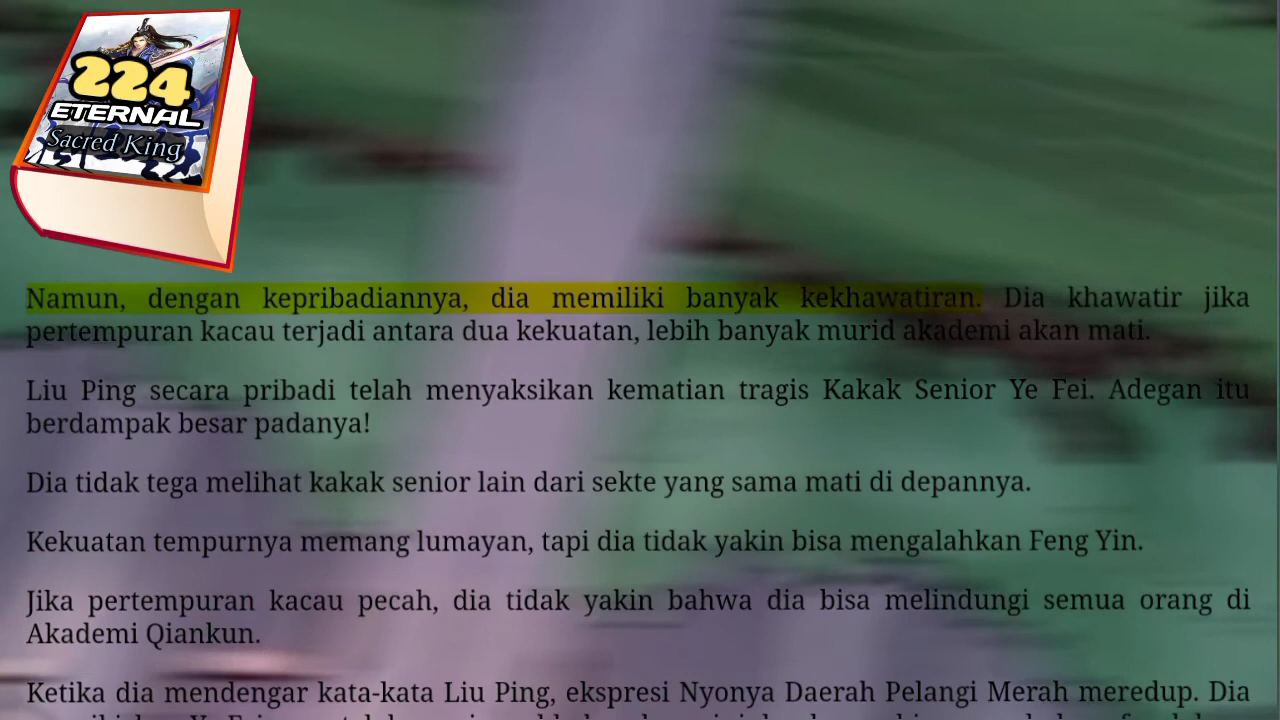 224
ETERNAL
Sacred King
Namun, dengan kepribadiannya, dia memiliki banyak kekhawatiran. Dia khawatir jika
pertempuran kacau terjadi antara dua kekuatan, lebih banyak murid akademi akan mati.
Liu Ping secara pribadi telah menyaksikan kematian tragis Kakak Senior Ye Fei. Adegan itu
berdampak besar padanya!
Dia tidak tega melihat kakak senior lain dari sekte yang sama mati di depannya.
Kekuatan tempurnya memang lumayan, tapi dia tidak yakin bisa mengalahkan Feng Yin.
Jika pertempuran kacau pecah, dia tidak yakin bahwa dia bisa melindungi semua orang di
Akademi Qiankun.
Ketika dia mendengar kata-kata Liu Ping, ekspresi Nyonya Daerah Pelangi Merah meredup. Dia